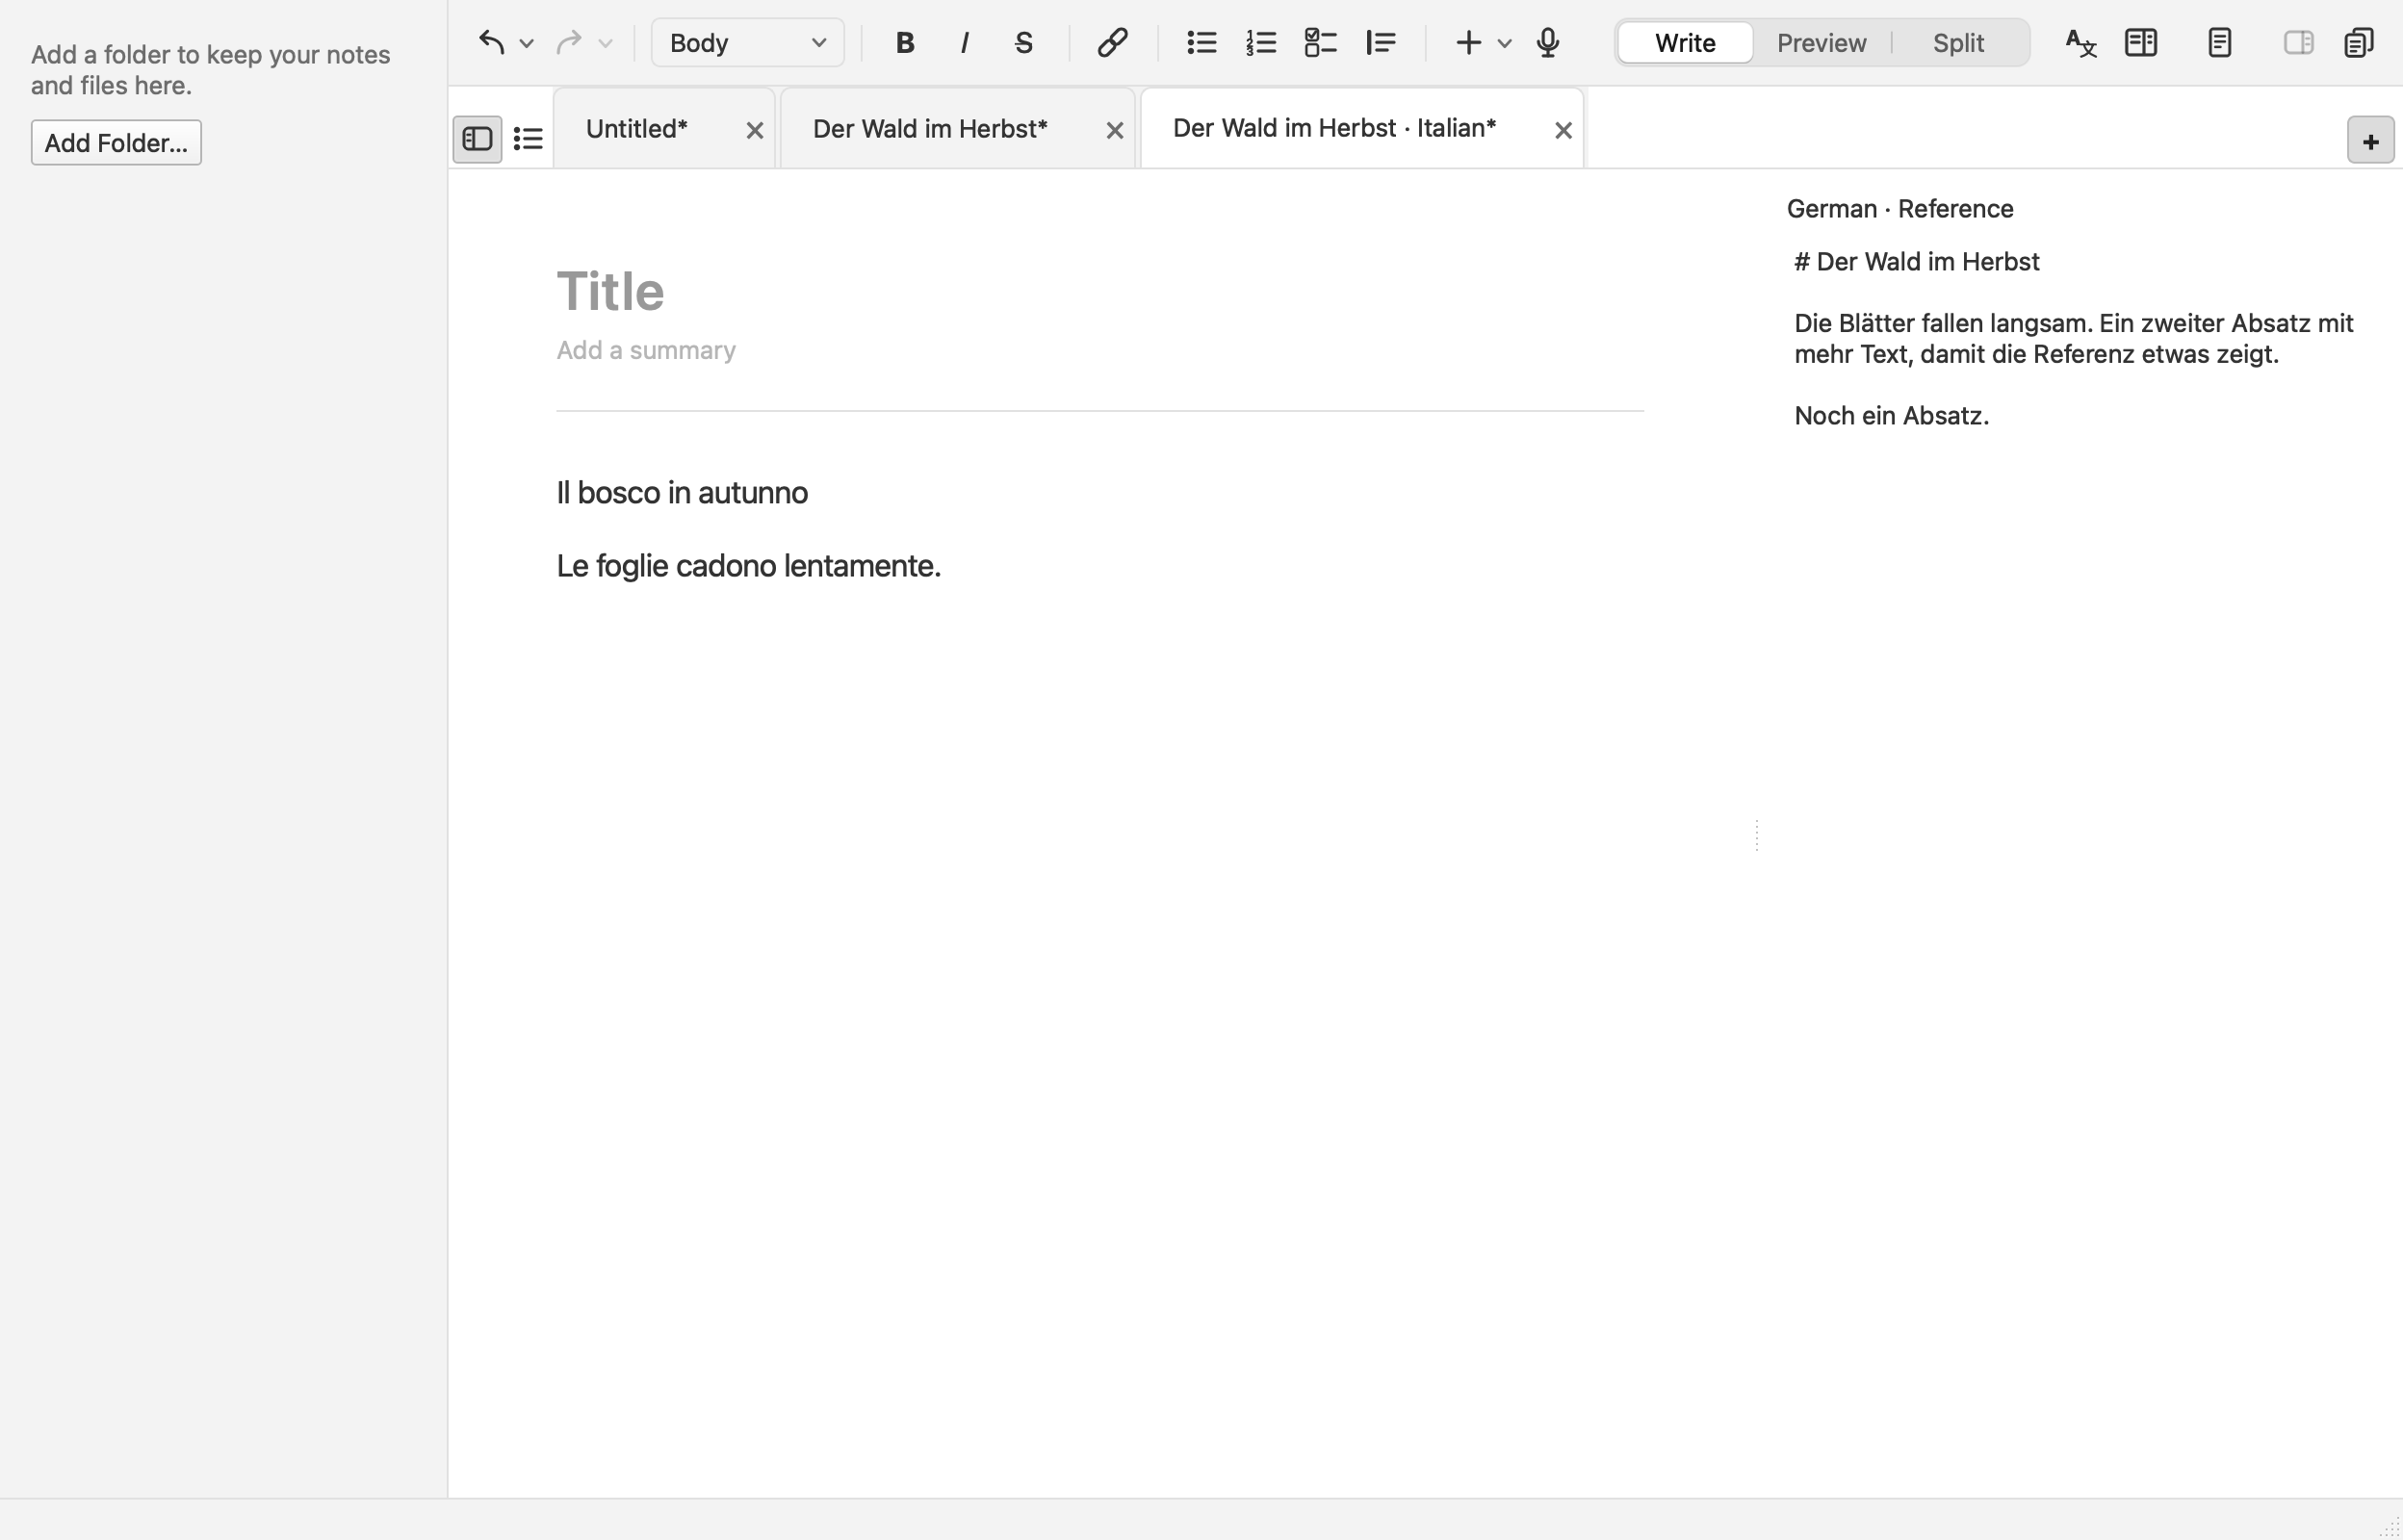 Add a folder to keep your notes
and files here.
Add Folder...
Body
B
I
S
Write
Preview
Split
Untitled*
Der Wald im Herbst*
Der Wald im Herbst · Italian*
Title
Add a summary
Il bosco in autunno
Le foglie cadono lentamente.
German · Reference
# Der Wald im Herbst
Die Blätter fallen langsam. Ein zweiter Absatz mit
mehr Text, damit die Referenz etwas zeigt.
Noch ein Absatz.